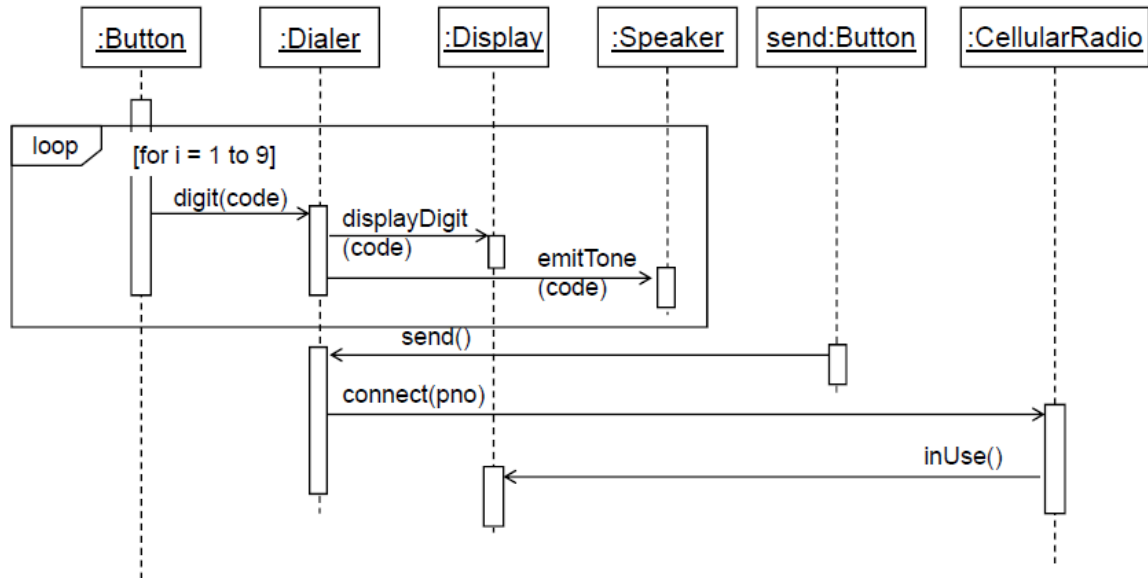 :Button
:Dialer
:Display
:Speaker
send:Button
:CellularRadio
loop
[for i = 1 to 9]
digit(code)
displayDigit
(code)
emitTone
(code)
send()
connect(pno)
inUse()